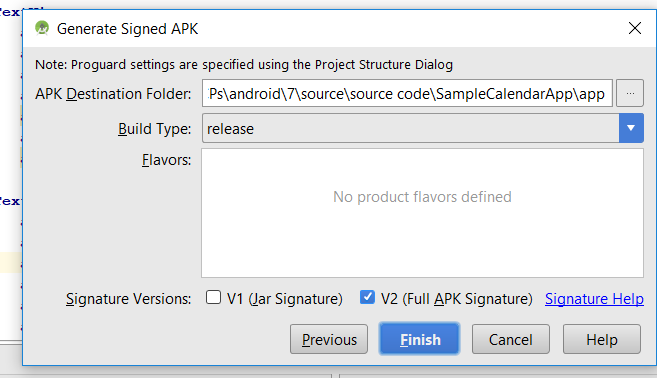 Generate Signed APK
Note: Proguard settings are specified using the Project Structure Dialog
APK Destination Folder: Ps\android\7\source\source code\SampleCalendarApp\app ...
Build Type: release
Flavors:
No product flavors defined
Signature Versions: V1 (Jar Signature) V2 (Full APK Signature) Signature Help
Previous Finish Cancel Help